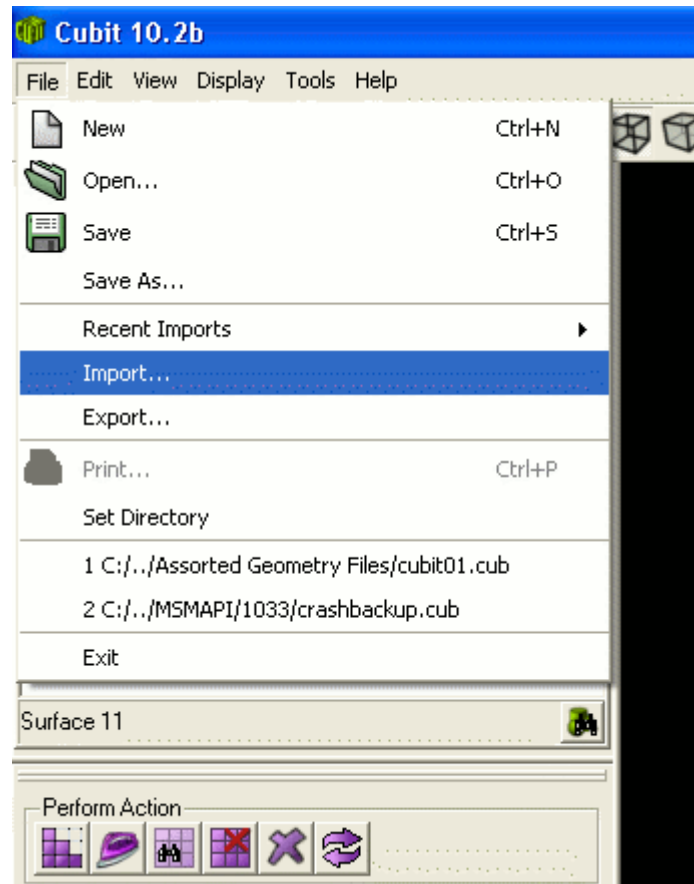 Cubit 10.2b
File Edit View Display Tools Help
New Ctrl+N
Open... Ctrl+O
Save Ctrl+S
Save As...
Recent Imports
Import...
Export...
Print... Ctrl+P
Set Directory
1 C:/../Assorted Geometry Files/cubit01.cub
2 C:/../MSMAPI/1033/crashbackup.cub
Exit
Surface 11
Perform Action